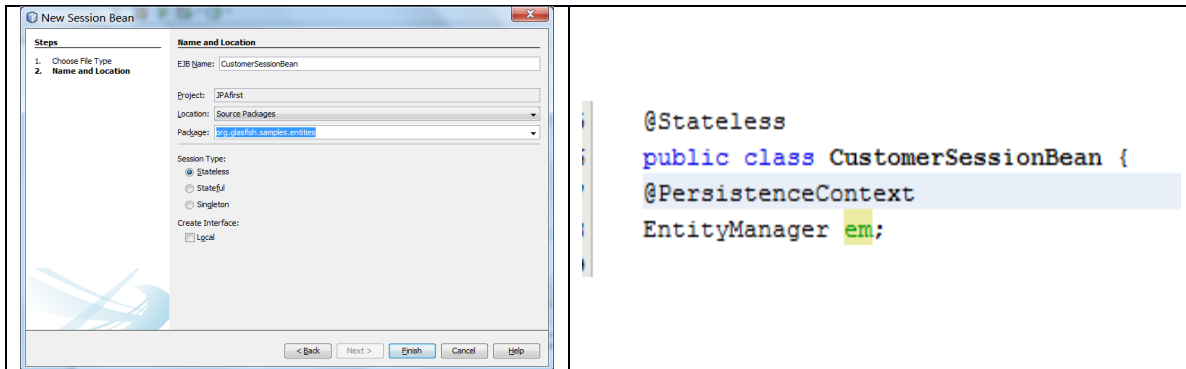 New Session Bean
Steps
1. Choose File Type
2. Name and Location
Name and Location
EJB Name: CustomerSessionBean
Project: JPAfirst
Location: Source Packages
Package: org.glasfish.samples.entities
Session Type:
Stateless
Stateful
Singleton
Create Interface:
Local
< Back Next > Finish Cancel Help
@Stateless
public class CustomerSessionBean {
@PersistenceContext
EntityManager em;